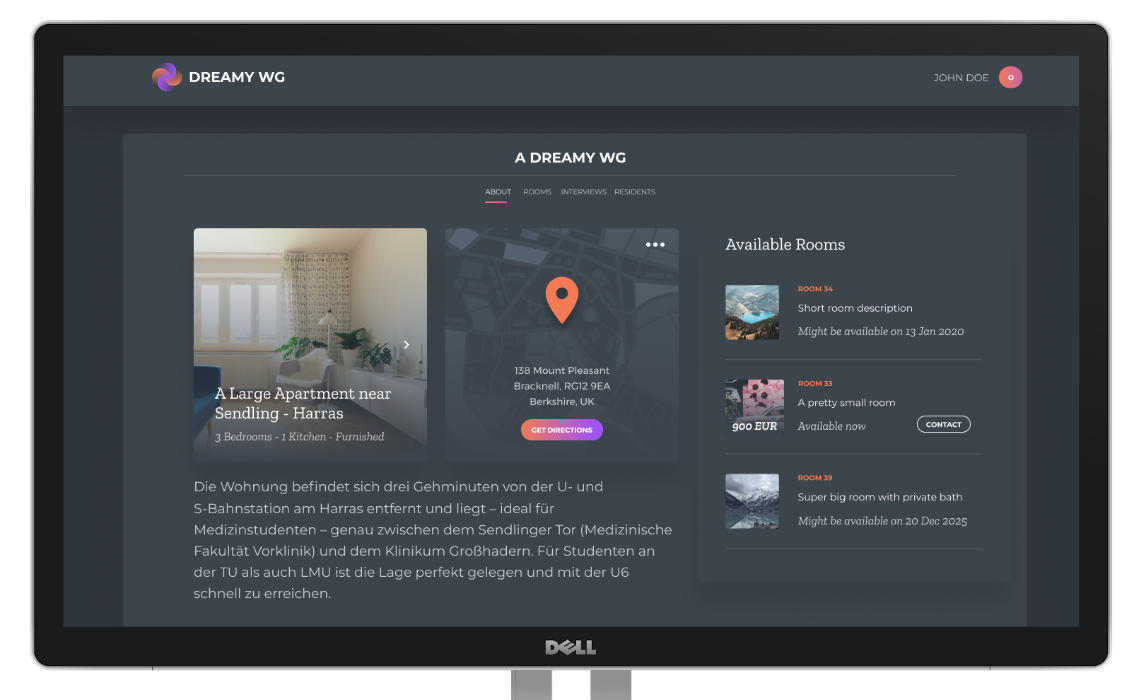 DREAMY WG
JOHN DOE
O
A DREAMY WG
ABOUT ROOMS INTERVIEWS RESIDENTS
A Large Apartment near
Sendling - Harras
3 Bedrooms - 1 Kitchen - Furnished
138 Mount Pleasant
Bracknell, RG12 9EA
Berkshire, UK
GET DIRECTIONS
Die Wohnung befindet sich drei Gehminuten von der U- und
S-Bahnstation am Harras entfernt und liegt – ideal für
Medizinstudenten – genau zwischen dem Sendlinger Tor (Medizinische
Fakultät Vorklinik) und dem Klinikum Großhadern. Für Studenten an
der TU als auch LMU ist die Lage perfekt gelegen und mit der U6
schnell zu erreichen.
Available Rooms
ROOM 34
Short room description
Might be available on 13 Jan 2020
ROOM 33
A pretty small room
900 EUR
Available now
CONTACT
ROOM 39
Super big room with private bath
Might be available on 20 Dec 2025
DELL